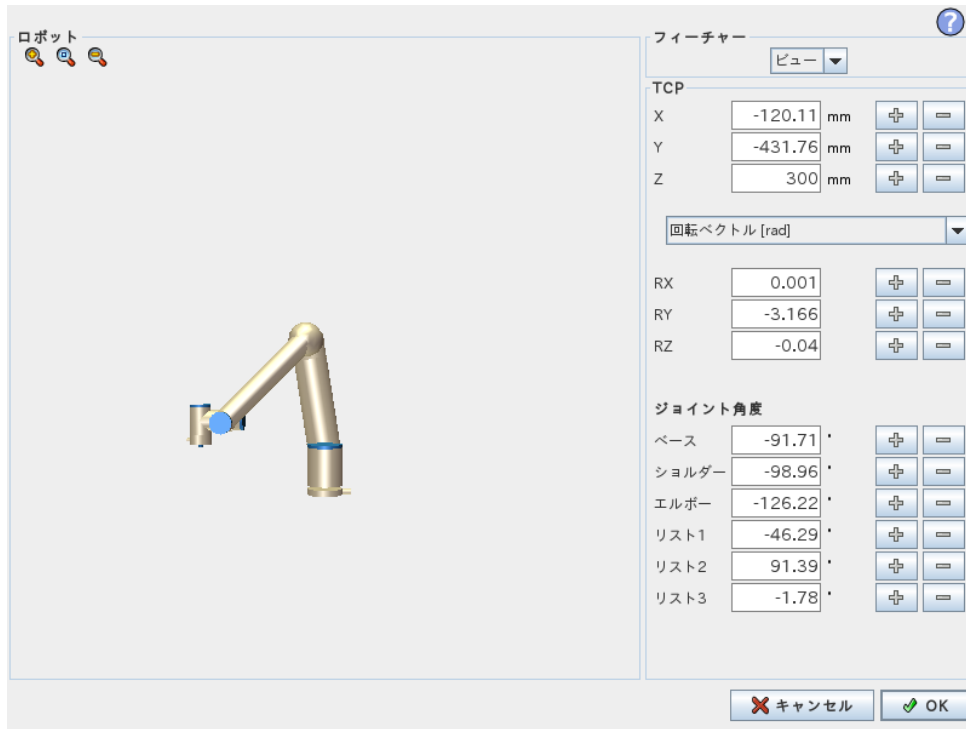 ?
ロボット
フィーチャー
ビュー
TCP
X -120.11 mm
Y -431.76 mm
Z 300 mm
回転ベクトル [rad]
RX 0.001
RY -3.166
RZ -0.04
ジョイント角度
ベース -91.71 °
ショルダー -98.96 °
エルボー -126.22 °
リスト1 -46.29 °
リスト2 91.39 °
リスト3 -1.78 °
キャンセル OK